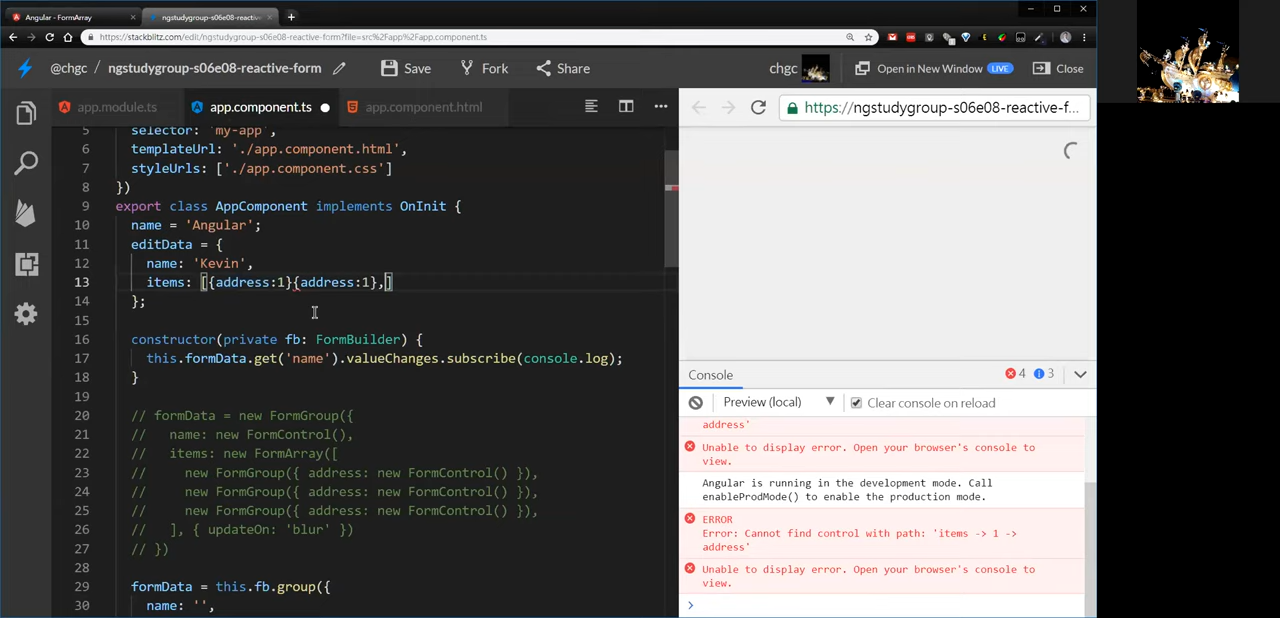 Angular - FormArray
ngstudygroup-s06e08-reactive-
https://stackblitz.com/edit/ngstudygroup-s06e08-reactive-form?file=src%2Fapp%2Fapp.component.ts
@chgc / ngstudygroup-s06e08-reactive-form
Save
Fork
Share
chgc
Open in New Window LIVE
Close
app.module.ts
app.component.ts
app.component.html
https://ngstudygroup-s06e08-reactive-f...
5 selector: 'my-app',
6 templateUrl: './app.component.html',
7 styleUrls: ['./app.component.css']
8 })
9 export class AppComponent implements OnInit {
10 name = 'Angular';
11 editData = {
12 name: 'Kevin',
13 items: [{address:1}{address:1},]
14 };
15
16 constructor(private fb: FormBuilder) {
17 this.formData.get('name').valueChanges.subscribe(console.log);
18 }
19
20 // formData = new FormGroup({
21 // name: new FormControl(),
22 // items: new FormArray([
23 // new FormGroup({ address: new FormControl() }),
24 // new FormGroup({ address: new FormControl() }),
25 // new FormGroup({ address: new FormControl() }),
26 // ], { updateOn: 'blur' })
27 // })
28
29 formData = this.fb.group({
30 name: '',
Console
4
3
Preview (local)
Clear console on reload
address'
Unable to display error. Open your browser's console to
view.
Angular is running in the development mode. Call
enableProdMode() to enable the production mode.
ERROR
Error: Cannot find control with path: 'items -> 1 ->
address'
Unable to display error. Open your browser's console to
view.